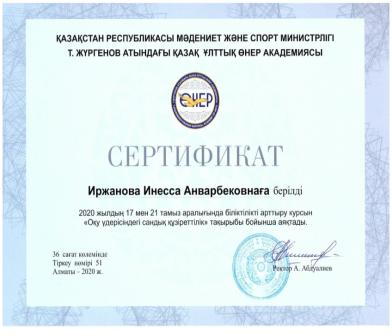 ҚАЗАҚСТАН РЕСПУБЛИКАСЫ МӘДЕНИЕТ ЖӘНЕ СПОРТ МИНИСТРЛІГІ
Т. ЖҮРГЕНОВ АТЫНДАҒЫ ҚАЗАҚ ҰЛТТЫҚ ӨНЕР АКАДЕМИЯСЫ
ӨНЕР
СЕРТИФИКАТ
Иржанова Инесса Анварбековнаға берілді
2020 жылдың 17 мен 21 тамыз аралығында біліктілікті арттыру курсын
«Оқу үдерісіндегі сандық құзіреттілік» тақырыбы бойынша аяқтады.
36 сағат көлемінде
Тіркеу нөмірі 51
Алматы – 2020 ж.
Ректор А. Абдуалиев